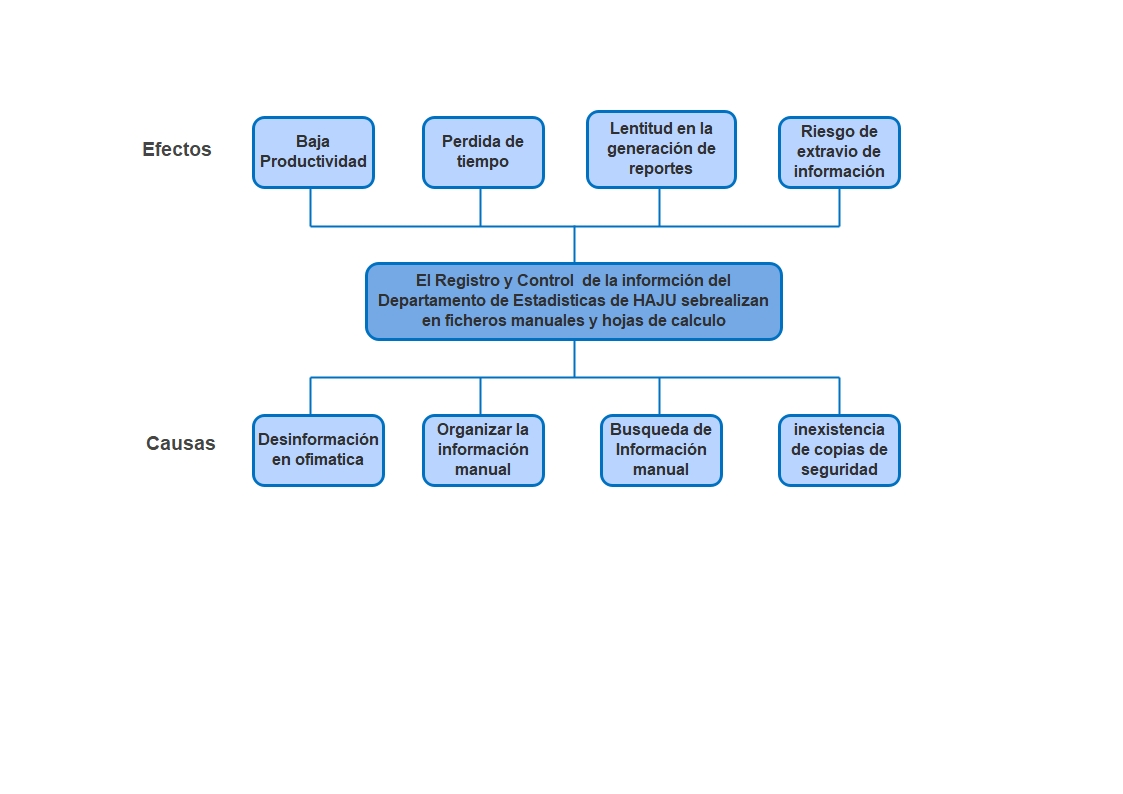 Efectos
Baja
Productividad
Perdida de
tiempo
Lentitud en la
generación de
reportes
Riesgo de
extravio de
información
El Registro y Control  de la informción del
Departamento de Estadisticas de HAJU sebrealizan
en ficheros manuales y hojas de calculo
Causas
Desinformación
en ofimatica
Organizar la
información
manual
Busqueda de
Información
manual
inexistencia
de copias de
seguridad